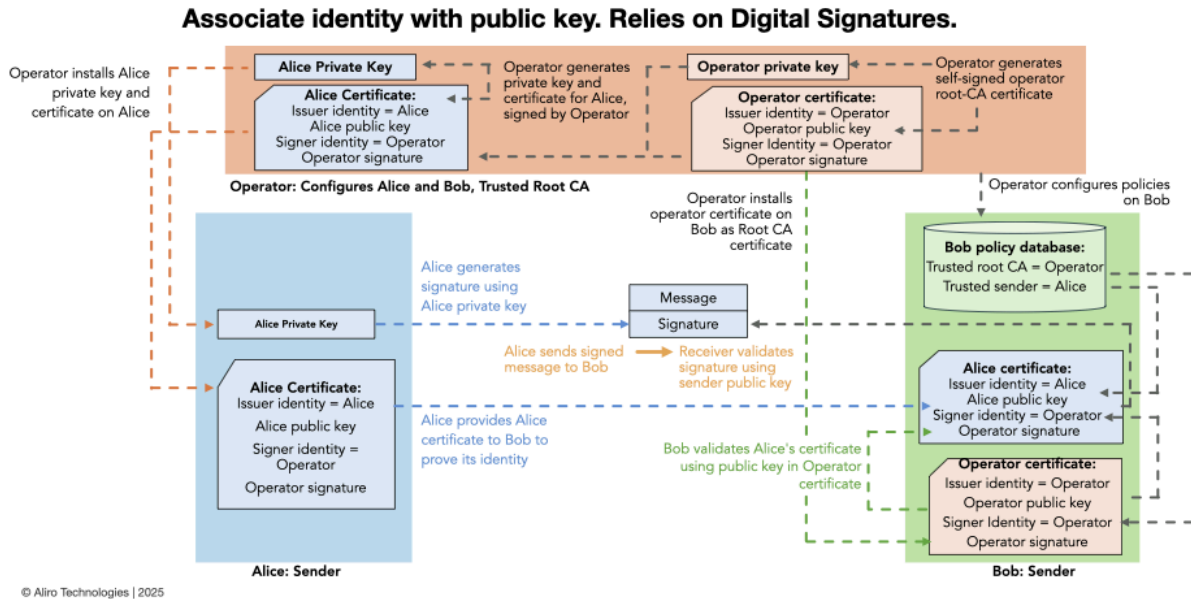 Associate identity with public key. Relies on Digital Signatures.
Operator installs Alice
private key and
certificate on Alice
Alice Private Key
Alice Certificate:
Issuer identity = Alice
Alice public key
Signer identity = Operator
Operator signature
Operator generates
private key and
certificate for Alice,
signed by Operator
Operator private key
Operator certificate:
Issuer identity = Operator
Operator public key
Signer Identity = Operator
Operator signature
Operator generates
self-signed operator
root-CA certificate
Operator: Configures Alice and Bob, Trusted Root CA
Operator configures policies
on Bob
Operator installs
operator certificate on
Bob as Root CA
certificate
Bob policy database:
Trusted root CA = Operator
Trusted sender = Alice
Alice generates
signature using
Alice private key
Alice Private Key
Message
Signature
Alice sends signed
message to Bob
Receiver validates
signature using
sender public key
Alice Certificate:
Issuer identity = Alice
Alice public key
Signer identity =
Operator
Operator signature
Alice provides Alice
certificate to Bob to
prove its identity
Alice certificate:
Issuer identity = Alice
Alice public key
Signer identity = Operator
Operator signature
Bob validates Alice's certificate
using public key in Operator
certificate
Operator certificate:
Issuer identity = Operator
Operator public key
Signer Identity = Operator
Operator signature
Alice: Sender
Bob: Sender
© Aliro Technologies | 2025